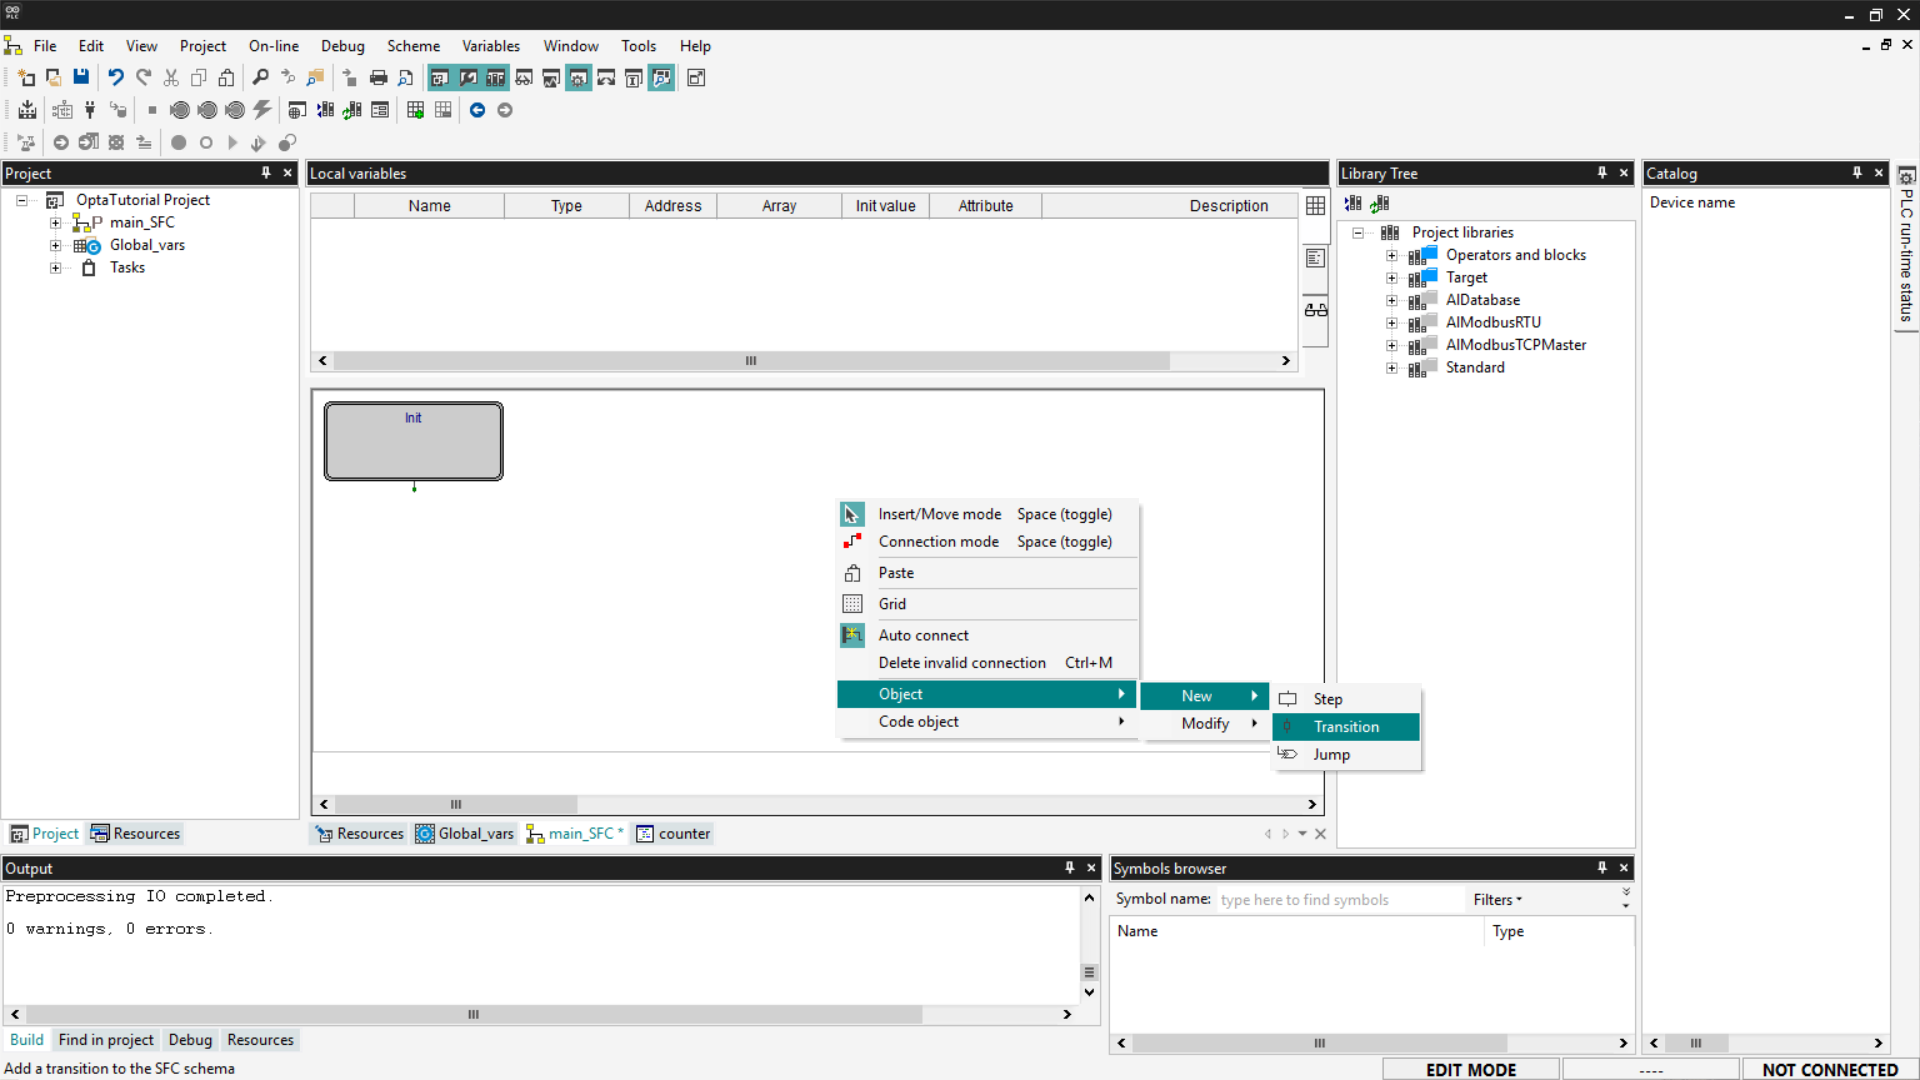 PLC
File Edit View Project On-line Debug Scheme Variables Window Tools Help
Project
OptaTutorial Project
main_SFC
Global_vars
Tasks
Project Resources
Local variables
Name Type Address Array Init value Attribute Description
Init
Insert/Move mode Space (toggle)
Connection mode Space (toggle)
Paste
Grid
Auto connect
Delete invalid connection Ctrl+M
Object
Code object
New
Modify
Step
Transition
Jump
Resources Global_vars main_SFC * counter
Library Tree
Project libraries
Operators and blocks
Target
AlDatabase
AlModbusRTU
AlModbusTCPMaster
Standard
Catalog
Device name
PLC run-time status
Output
Preprocessing IO completed.
0 warnings, 0 errors.
Build Find in project Debug Resources
Symbols browser
Symbol name: type here to find symbols Filters
Name Type
Add a transition to the SFC schema
EDIT MODE ---- NOT CONNECTED